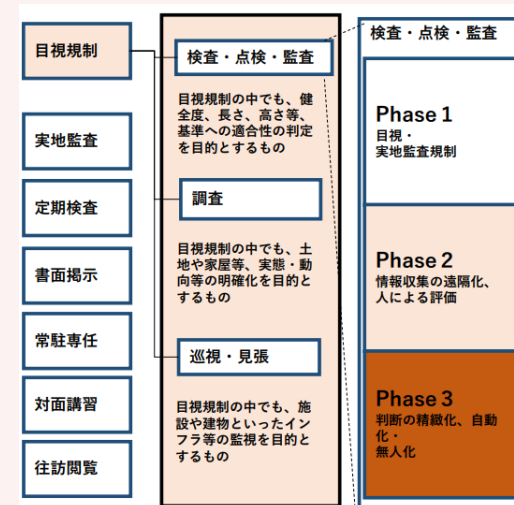 目視規制
実地監査
定期検査
書面掲示
常駐専任
対面講習
往訪閲覧
検査・点検・監査
目視規制の中でも、健
全度、長さ、高さ等、
基準への適合性の判定
を目的とするもの
調査
目視規制の中でも、土
地や家屋等、実態・動
向等の明確化を目的と
するもの
巡視・見張
目視規制の中でも、施
設や建物といったイン
フラ等の監視を目的と
するもの
検査・点検・監査
Phase 1
目視・
実地監査規制
Phase 2
情報収集の遠隔化、
人による評価
Phase 3
判断の精緻化、自動
化・
無人化